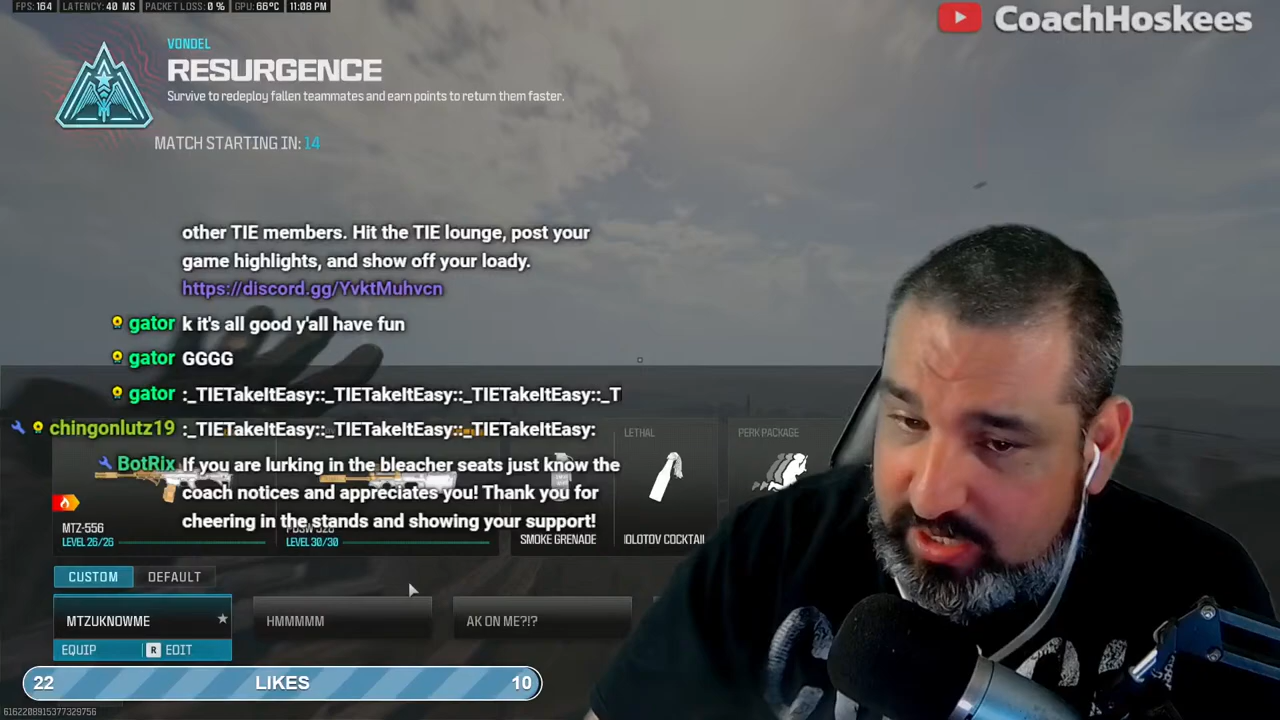 FPS: 164 LATENCY: 40 MS PACKET LOSS: 0 % GPU: 66°C 11:08 PM
CoachHoskees
VONDEL
RESURGENCE
Survive to redeploy fallen teammates and earn points to return them faster.
MATCH STARTING IN: 14
other TIE members. Hit the TIE lounge, post your
game highlights, and show off your loady.
https://discord.gg/YvktMuhvcn
gator k it's all good y'all have fun
gator GGGG
gator :_TIETakeItEasy::_TIETakeItEasy::_TIETakeItEasy::_T
chingonlutz19 :_TIETakeItEasy::_TIETakeItEasy::_TIETakeItEasy:
LETHAL PERK PACKAGE
BotRix If you are lurking in the bleacher seats just know the
coach notices and appreciates you! Thank you for
cheering in the stands and showing your support!
MTZ-556
LEVEL 26/26 LEVEL 30/30 SMOKE GRENADE
CUSTOM DEFAULT
MTZUKNOWME HMMMMM AK ON ME?!?
EQUIP R EDIT
22 LIKES 10
6162208915377329756